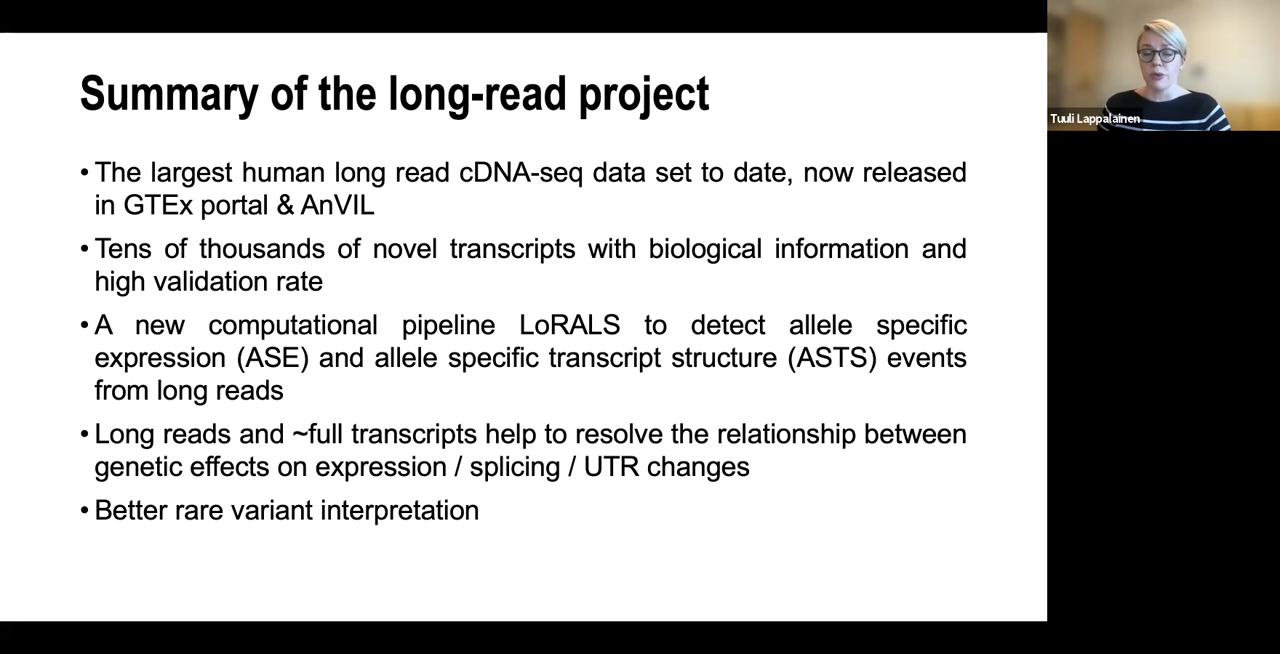 Summary of the long-read project
• The largest human long read cDNA-seq data set to date, now released
in GTEx portal & AnVIL
• Tens of thousands of novel transcripts with biological information and
high validation rate
• A new computational pipeline LoRALS to detect allele specific
expression (ASE) and allele specific transcript structure (ASTS) events
from long reads
• Long reads and ~full transcripts help to resolve the relationship between
genetic effects on expression / splicing / UTR changes
• Better rare variant interpretation
Tuuli Lappalainen